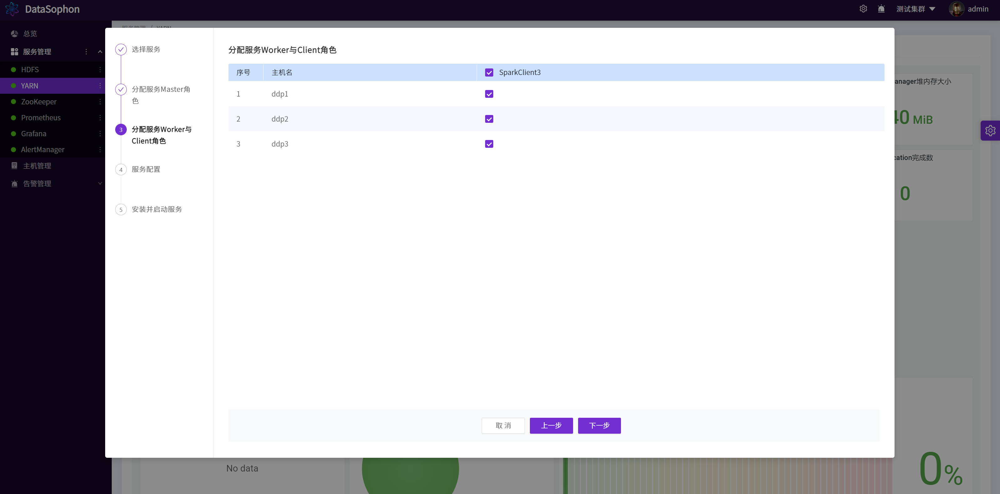 DataSophon
测试集群
admin
总览
服务管理
HDFS
YARN
ZooKeeper
Prometheus
Grafana
AlertManager
主机管理
告警管理
服务管理 / YARN
选择服务
分配服务Master角
色
3
分配服务Worker与
Client角色
4
服务配置
5
安装并启动服务
分配服务Worker与Client角色
序号 主机名 SparkClient3
1 ddp1
2 ddp2
3 ddp3
取 消 上一步 下一步
anager堆内存大小
40 MiB
cation完成数
0
No data
0%